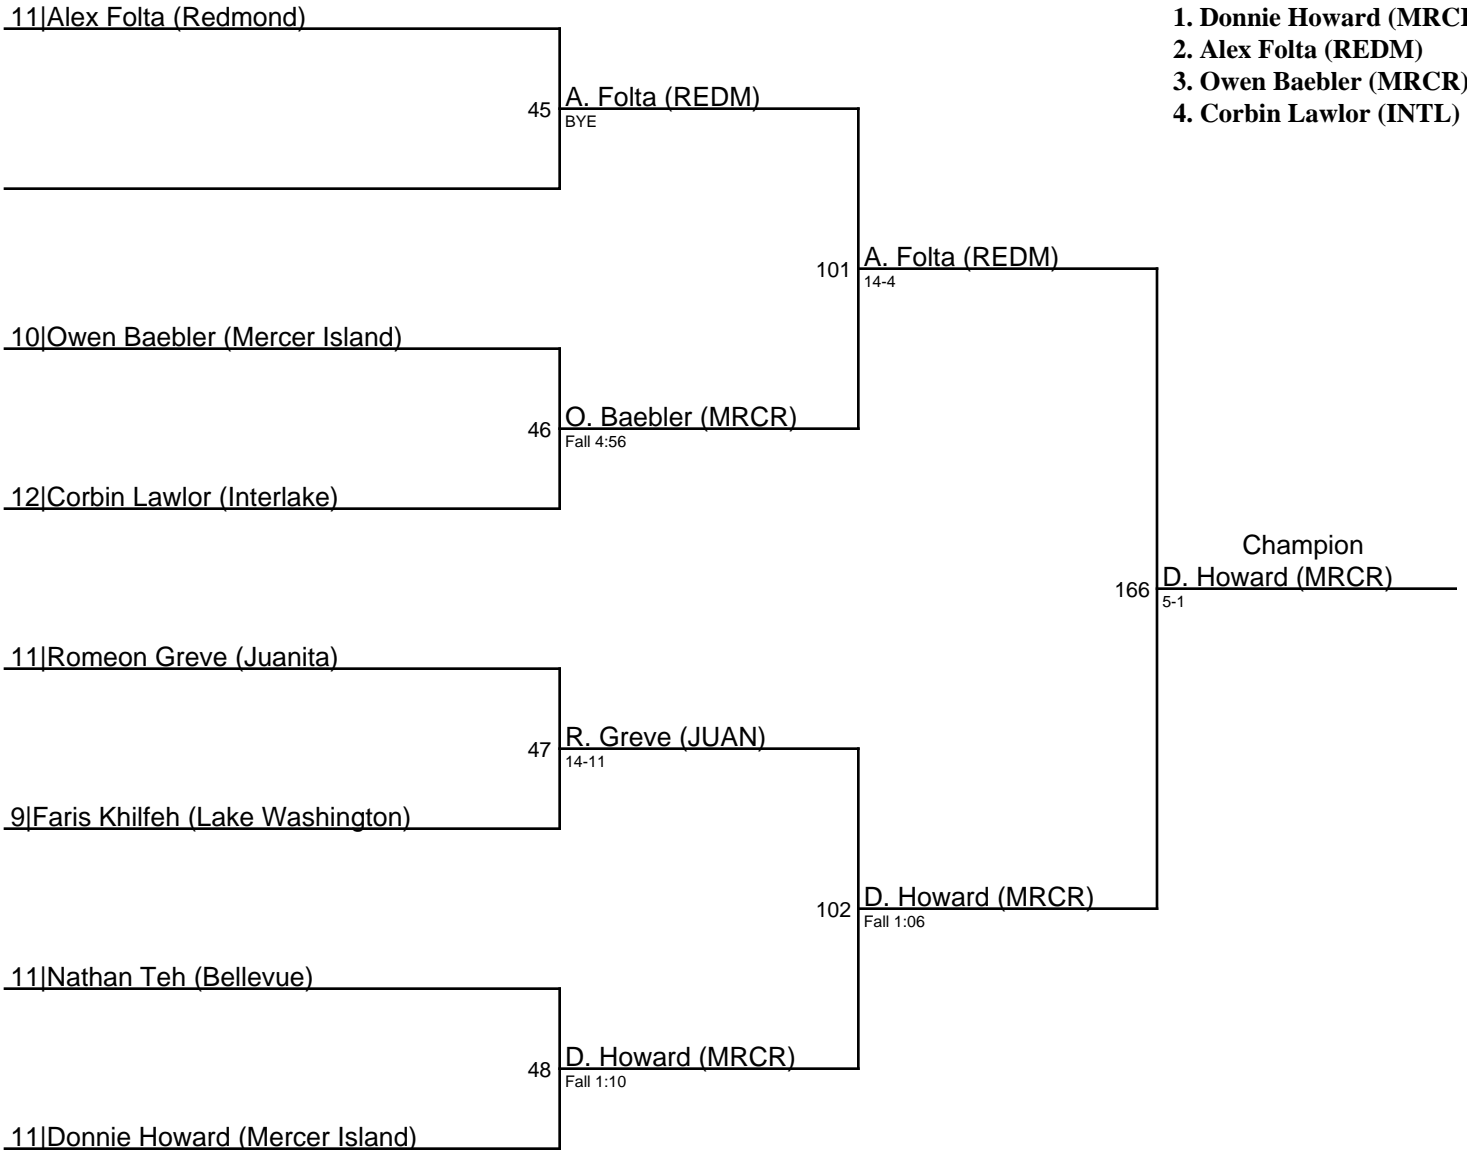 11|Alex Folta (Redmond)
1. Donnie Howard (MRCR
2. Alex Folta (REDM)
3. Owen Baebler (MRCR)
4. Corbin Lawlor (INTL)
45
A. Folta (REDM)
BYE
101
A. Folta (REDM)
14-4
10|Owen Baebler (Mercer Island)
46
O. Baebler (MRCR)
Fall 4:56
12|Corbin Lawlor (Interlake)
Champion
166
D. Howard (MRCR)
5-1
11|Romeon Greve (Juanita)
47
R. Greve (JUAN)
14-11
9|Faris Khilfeh (Lake Washington)
102
D. Howard (MRCR)
Fall 1:06
11|Nathan Teh (Bellevue)
48
D. Howard (MRCR)
Fall 1:10
11|Donnie Howard (Mercer Island)